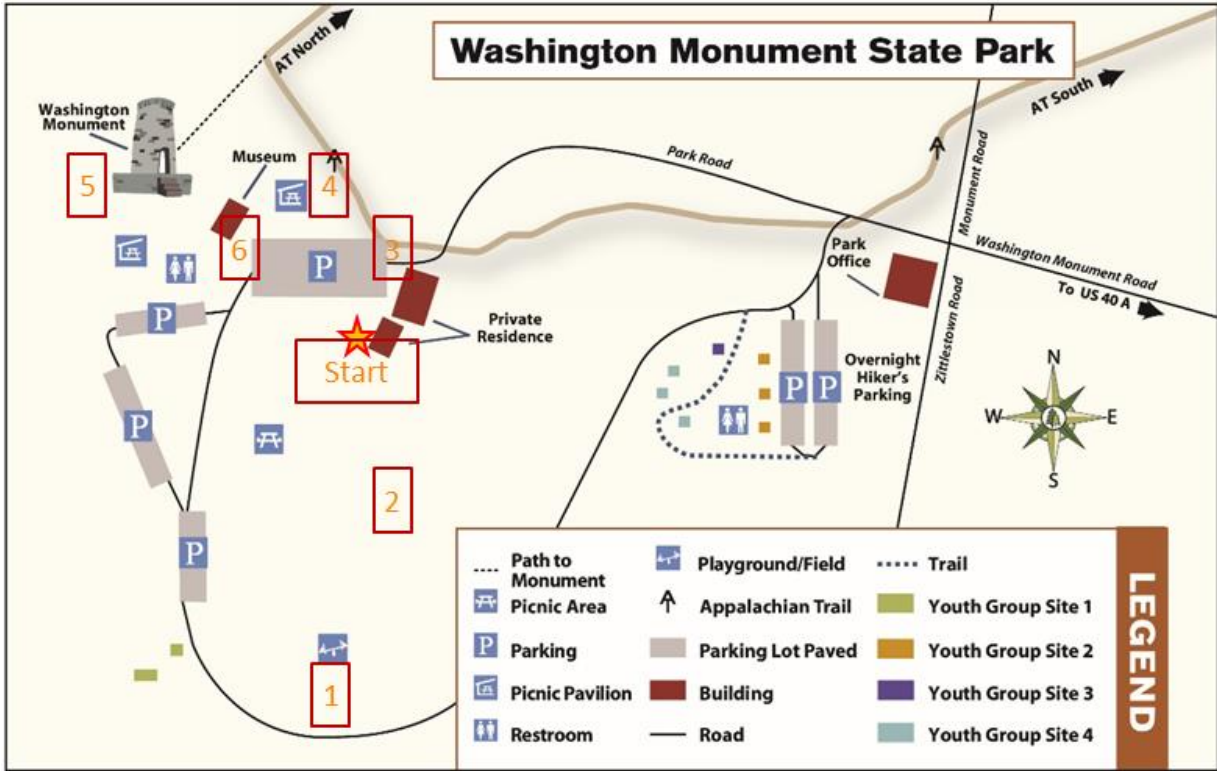 Washington Monument State Park
AT North
AT South
Washington
Monument
Museum
5
4
6
3
P
Park Road
Monument Road
Park
Office
Washington Monument Road
To US 40 A
Private
Residence
P
Start
Zittlestown Road
Overnight
Hiker's
Parking
P P
P
N
W E
S
2
P
1
Path to
Monument
Picnic Area
P Parking
Picnic Pavilion
Restroom
Playground/Field
Appalachian Trail
Parking Lot Paved
Building
Road
Trail
Youth Group Site 1
Youth Group Site 2
Youth Group Site 3
Youth Group Site 4
LEGEND